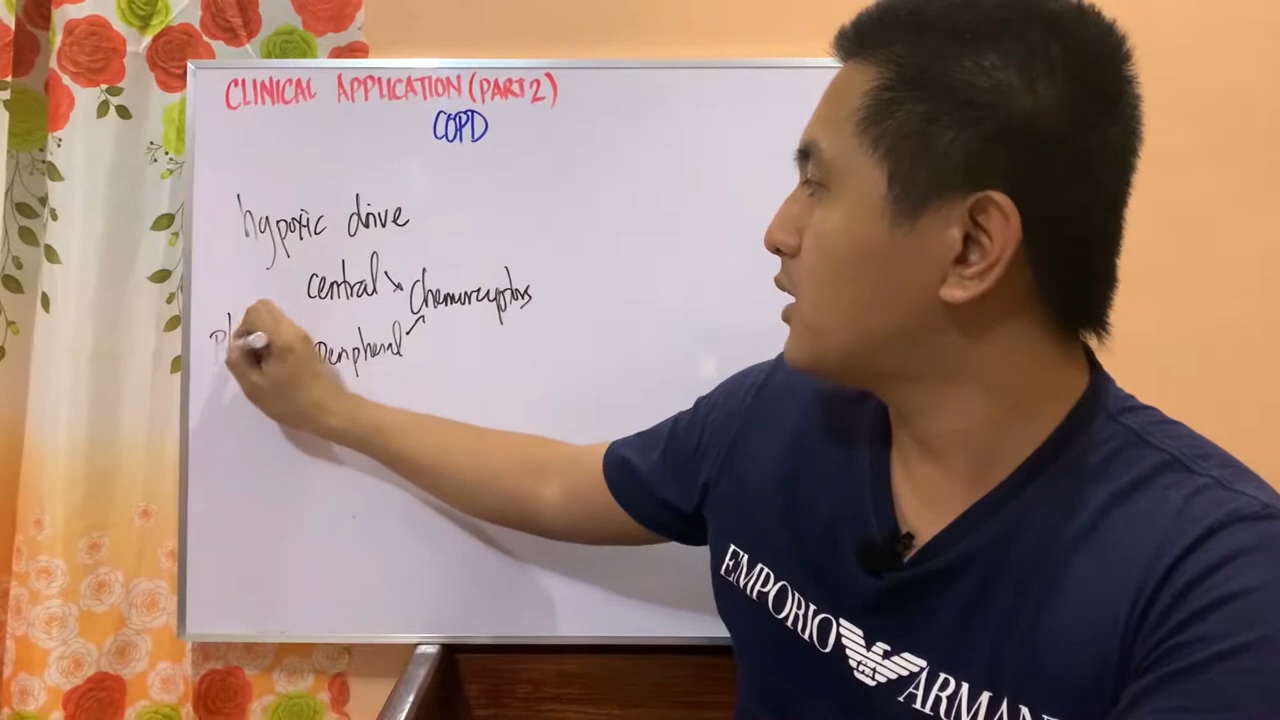 CLINICAL APPLICATION (PART 2)
COPD
hypoxic drive
central
chemoreceptors
peripheral
EMPORIO ARMANI